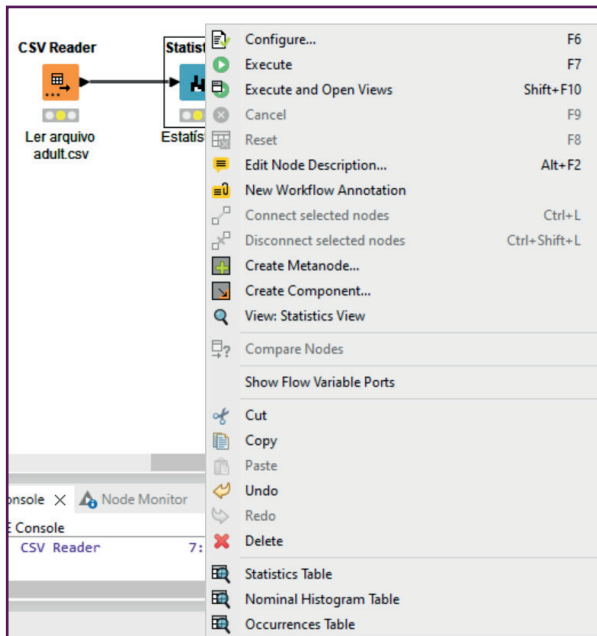 CSV Reader
Ler arquivo
adult.csv
Statist
Estatís
Configure... F6
Execute F7
Execute and Open Views Shift+F10
Cancel F9
Reset F8
Edit Node Description... Alt+F2
New Workflow Annotation
Connect selected nodes Ctrl+L
Disconnect selected nodes Ctrl+Shift+L
Create Metanode...
Create Component...
View: Statistics View
Compare Nodes
Show Flow Variable Ports
Cut
Copy
Paste
Undo
Redo
Delete
Statistics Table
Nominal Histogram Table
Occurrences Table
onsole Node Monitor
E Console
CSV Reader 7: